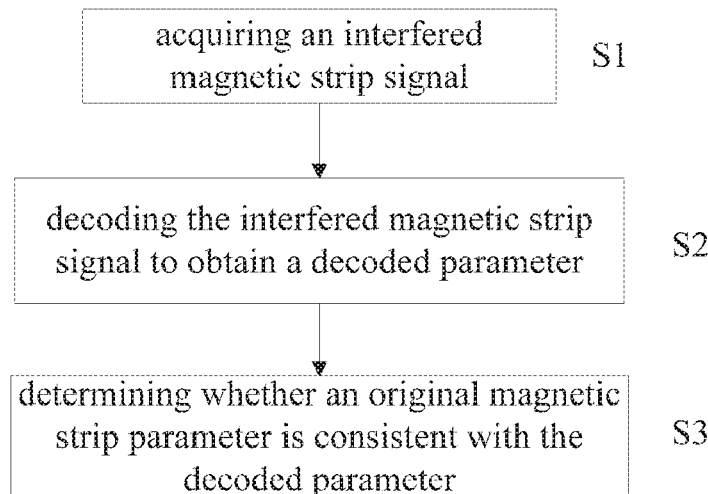 acquiring an interfered
magnetic strip signal
S1
decoding the interfered magnetic strip
signal to obtain a decoded parameter
S2
determining whether an original magnetic
strip parameter is consistent with the
decoded parameter
S3